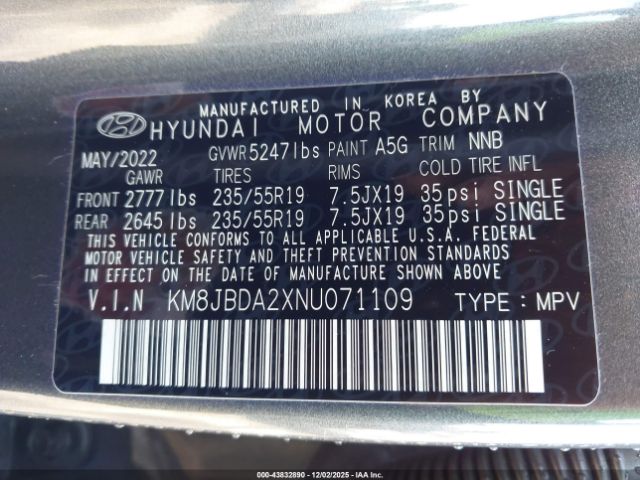 MANUFACTURED IN KOREA BY
HYUNDAI MOTOR COMPANY
MAY/2022 GVWR 5247lbs PAINT A5G TRIM NNB
GAWR TIRES RIMS COLD TIRE INFL
FRONT 2777lbs 235/55R19 7.5JX19 35psi SINGLE
REAR 2645lbs 235/55R19 7.5JX19 35psi SINGLE
THIS VEHICLE CONFORMS TO ALL APPLICABLE U.S.A. FEDERAL
MOTOR VEHICLE SAFETY AND THEFT PREVENTION STANDARDS
IN EFFECT ON THE DATE OF MANUFACTURE SHOWN ABOVE.
V.I.N KM8JBDA2XNU071109 TYPE : MPV
000-43832890 - 12/02/2025 - IAA Inc.